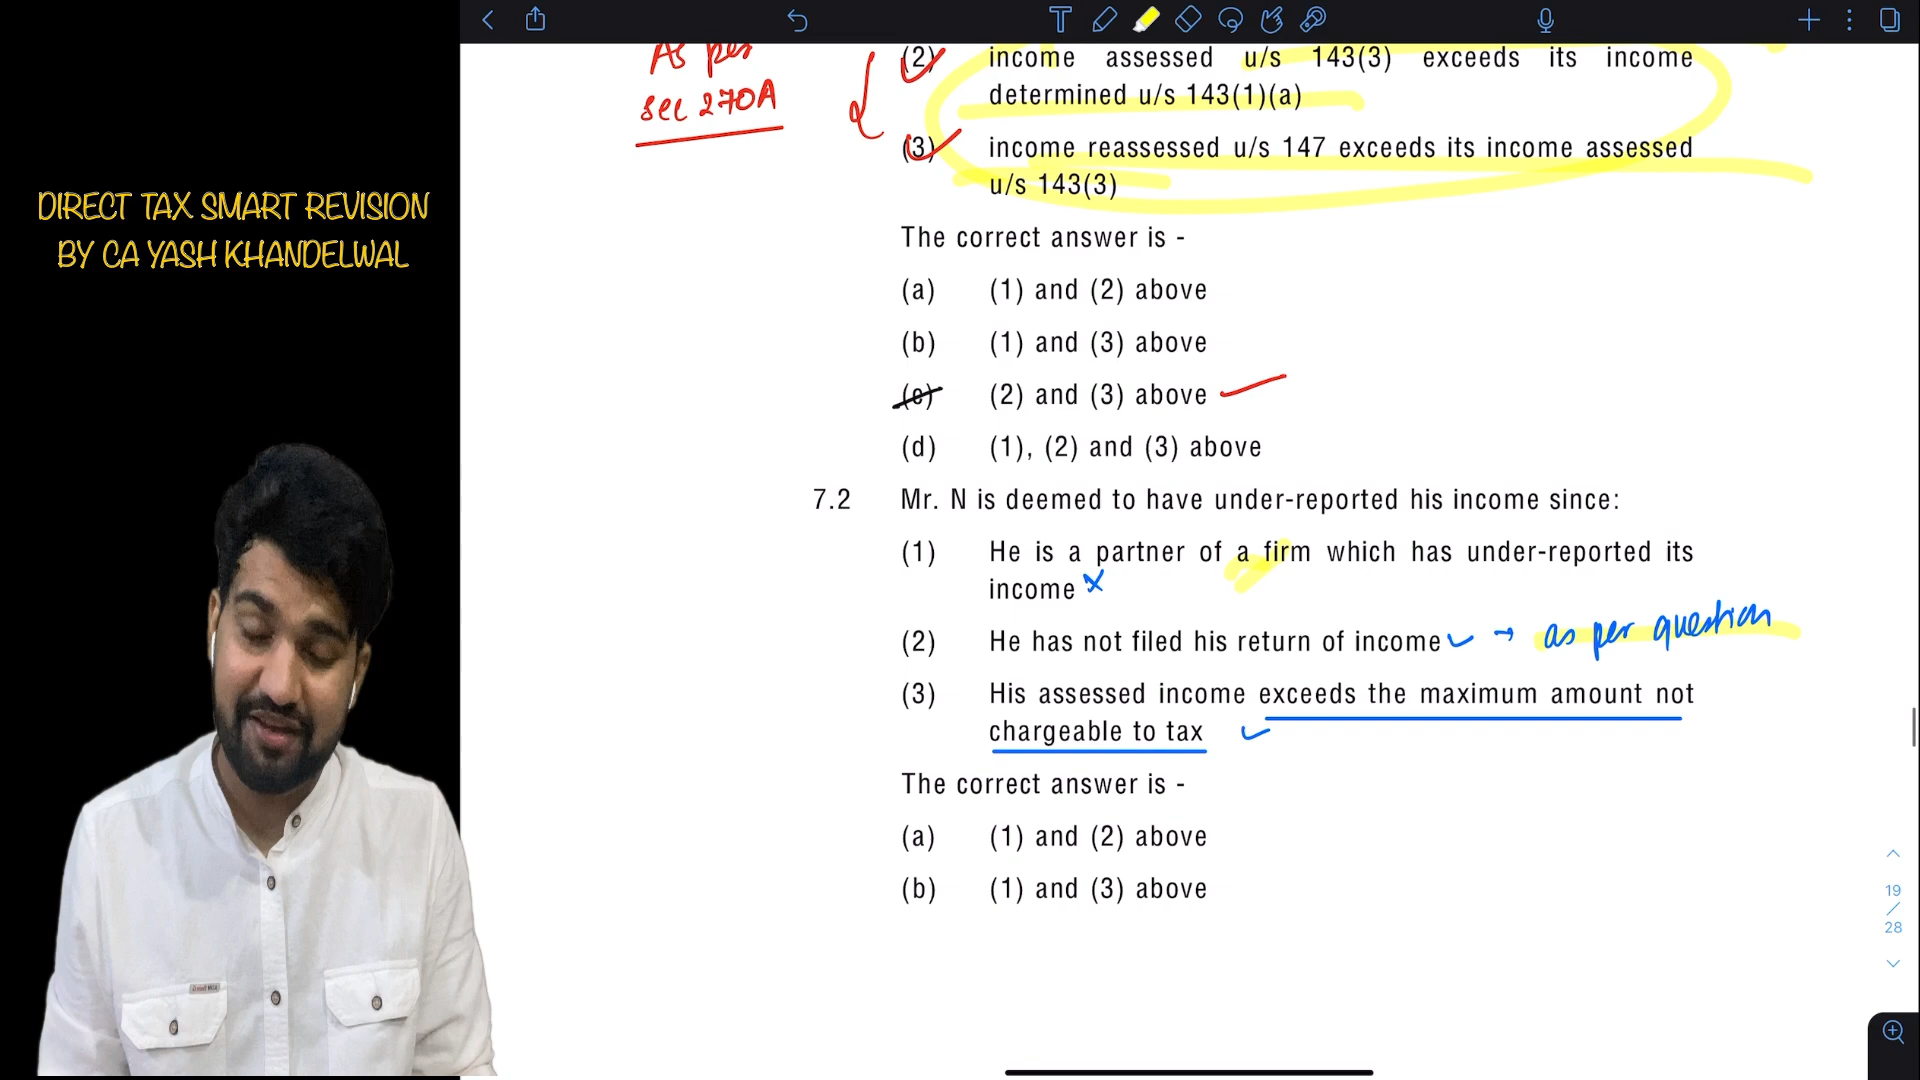 DIRECT TAX SMART REVISION
BY CA YASH KHANDELWAL
As per
sec 270A
(2) income assessed u/s 143(3) exceeds its income
determined u/s 143(1)(a)
(3) income reassessed u/s 147 exceeds its income assessed
u/s 143(3)
The correct answer is -
(a) (1) and (2) above
(b) (1) and (3) above
(c) (2) and (3) above
(d) (1), (2) and (3) above
7.2 Mr. N is deemed to have under-reported his income since:
(1) He is a partner of a firm which has under-reported its
income
(2) He has not filed his return of income → as per question
(3) His assessed income exceeds the maximum amount not
chargeable to tax
The correct answer is -
(a) (1) and (2) above
(b) (1) and (3) above
19
/
28